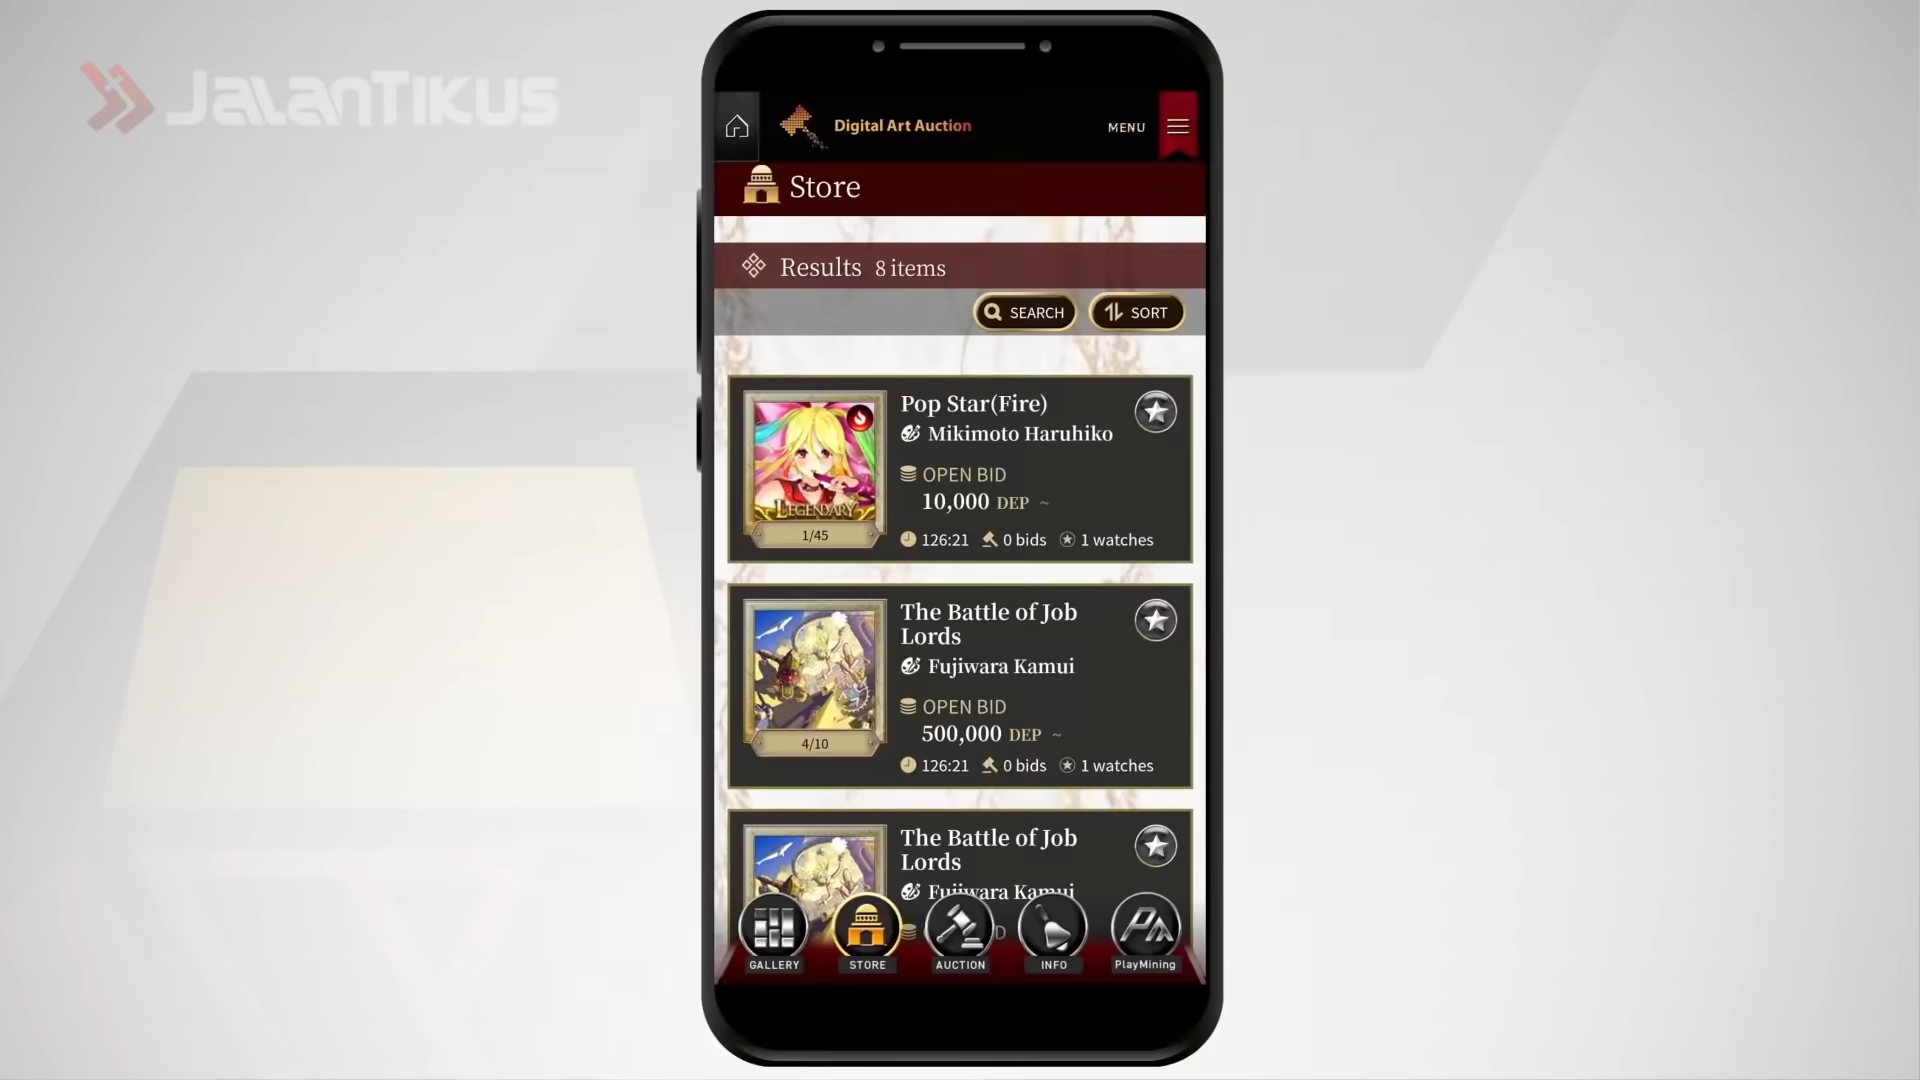 JALANTIKUS
Digital Art Auction
MENU
Store
Results 8 items
SEARCH
SORT
Pop Star(Fire)
Mikimoto Haruhiko
OPEN BID
10,000 DEP ~
LEGENDARY
1/45
126:21 0 bids 1 watches
The Battle of Job
Lords
Fujiwara Kamui
OPEN BID
500,000 DEP ~
4/10
126:21 0 bids 1 watches
The Battle of Job
Lords
Fujiwara Kamui
D
GALLERY
STORE
AUCTION
INFO
PlayMining